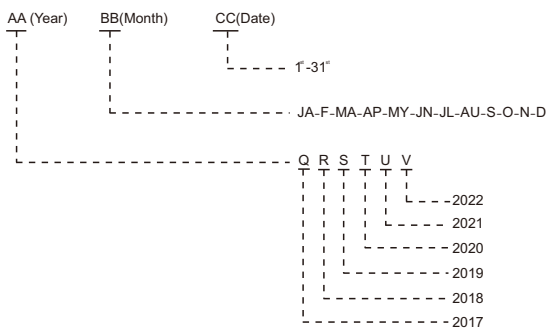 AA (Year) BB(Month) CC(Date)
1st-31st
JA-F-MA-AP-MY-JN-JL-AU-S-O-N-D
Q R S T U V
2022
2021
2020
2019
2018
2017